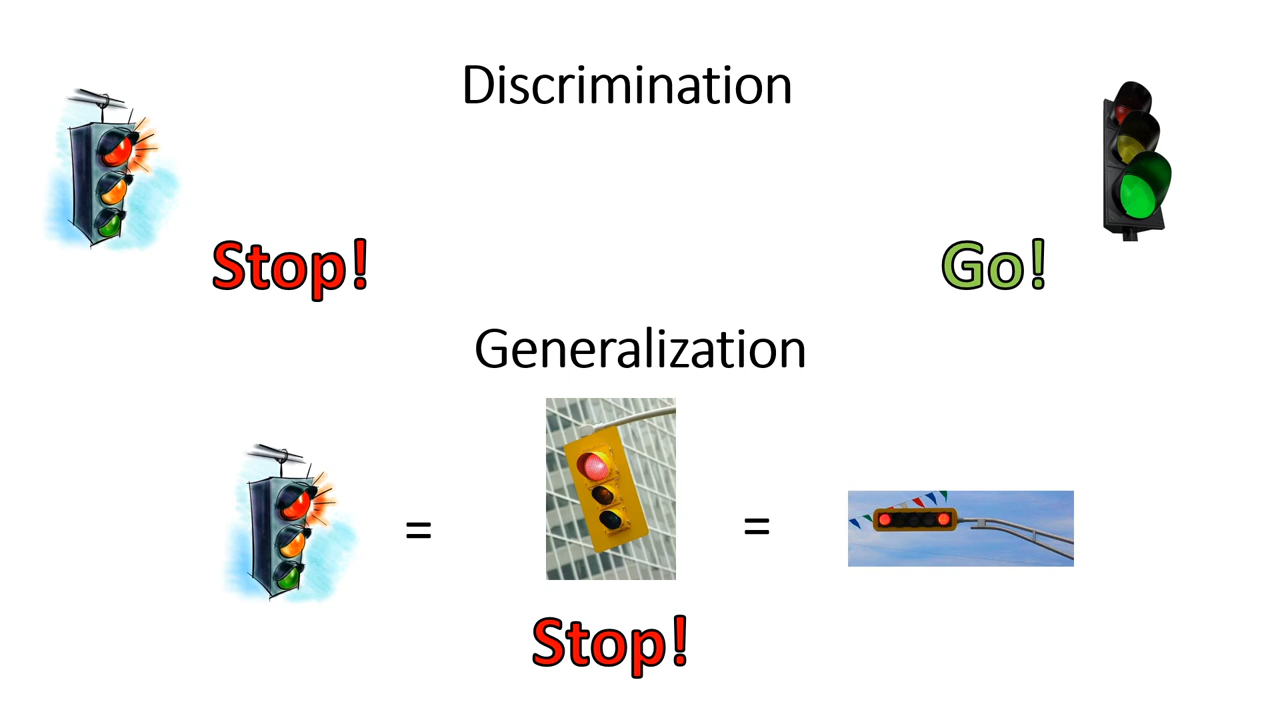 Discrimination
Stop!
Go!
Generalization
= =
Stop!